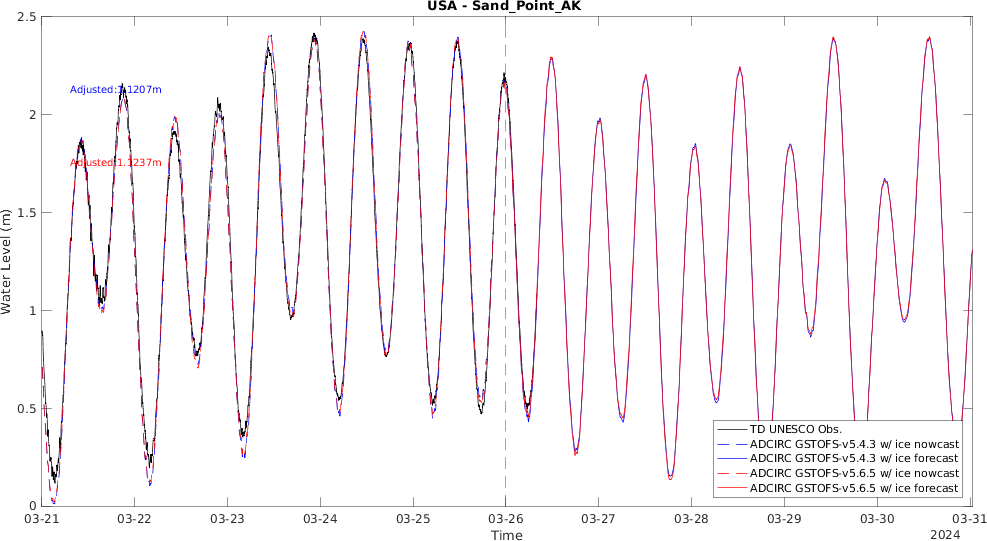 USA - Sand_Point_AK
2.5
2
1.5
1
0.5
0
Water Level (m)
Adjusted:1.1207m
Adjusted:1.1237m
TD UNESCO Obs.
ADCIRC GSTOFS-v5.4.3 w/ ice nowcast
ADCIRC GSTOFS-v5.4.3 w/ ice forecast
ADCIRC GSTOFS-v5.6.5 w/ ice nowcast
ADCIRC GSTOFS-v5.6.5 w/ ice forecast
03-21 03-22 03-23 03-24 03-25 03-26 03-27 03-28 03-29 03-30 03-31
Time
2024